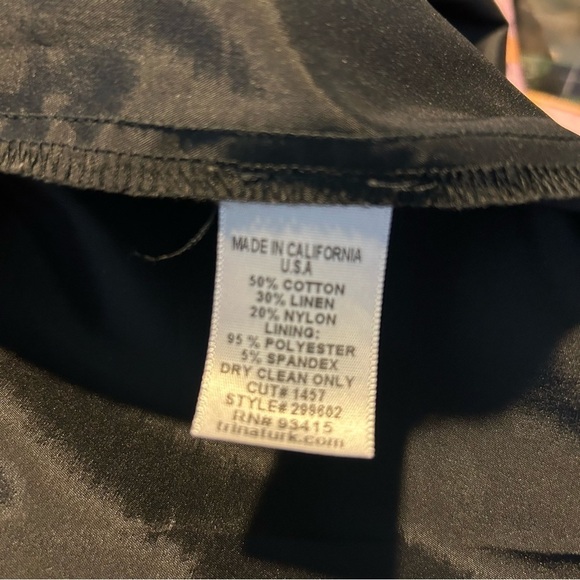 MADE IN CALIFORNIA
U.S.A
50% COTTON
30% LINEN
20% NYLON
LINING:
95 % POLYESTER
5% SPANDEX
DRY CLEAN ONLY
CUT# 1457
STYLE# 299602
RN# 93415
trinaturk.com